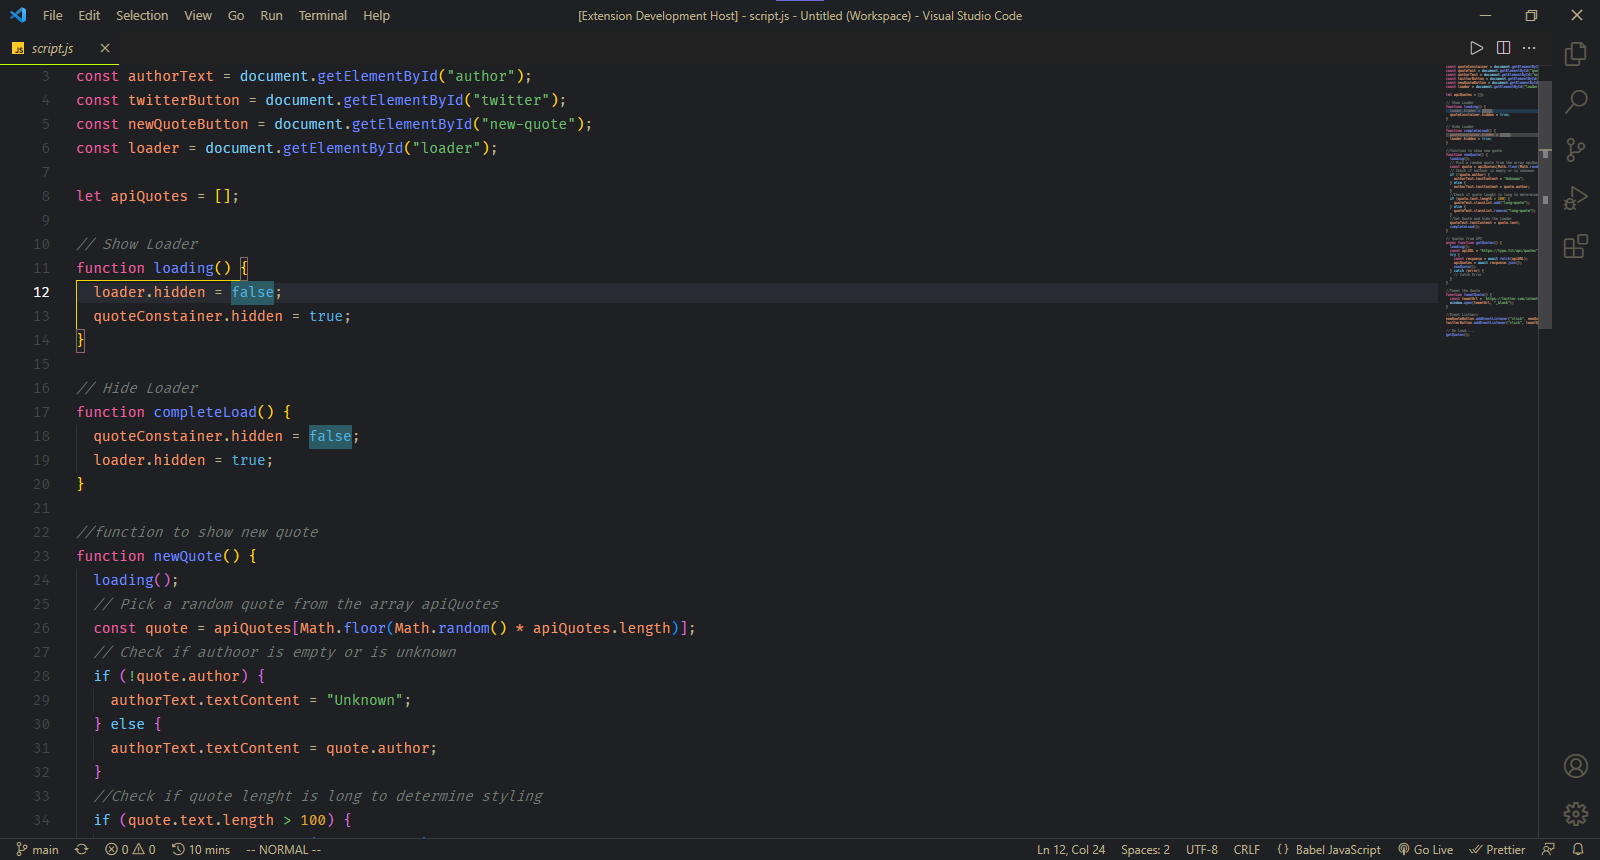 File Edit Selection View Go Run Terminal Help [Extension Development Host] - script.js - Untitled (Workspace) - Visual Studio Code
JS script.js
3 const authorText = document.getElementById("author");
4 const twitterButton = document.getElementById("twitter");
5 const newQuoteButton = document.getElementById("new-quote");
6 const loader = document.getElementById("loader");
7
8 let apiQuotes = [];
9
10 // Show Loader
11 function loading() {
12 loader.hidden = false;
13 quoteConstainer.hidden = true;
14 }
15
16 // Hide Loader
17 function completeLoad() {
18 quoteConstainer.hidden = false;
19 loader.hidden = true;
20 }
21
22 //function to show new quote
23 function newQuote() {
24 loading();
25 // Pick a random quote from the array apiQuotes
26 const quote = apiQuotes[Math.floor(Math.random() * apiQuotes.length)];
27 // Check if authoor is empty or is unknown
28 if (!quote.author) {
29 authorText.textContent = "Unknown";
30 } else {
31 authorText.textContent = quote.author;
32 }
33 //Check if quote lenght is long to determine styling
34 if (quote.text.length > 100) {
main 0 0 10 mins -- NORMAL -- Ln 12, Col 24 Spaces: 2 UTF-8 CRLF {} Babel JavaScript Go Live Prettier